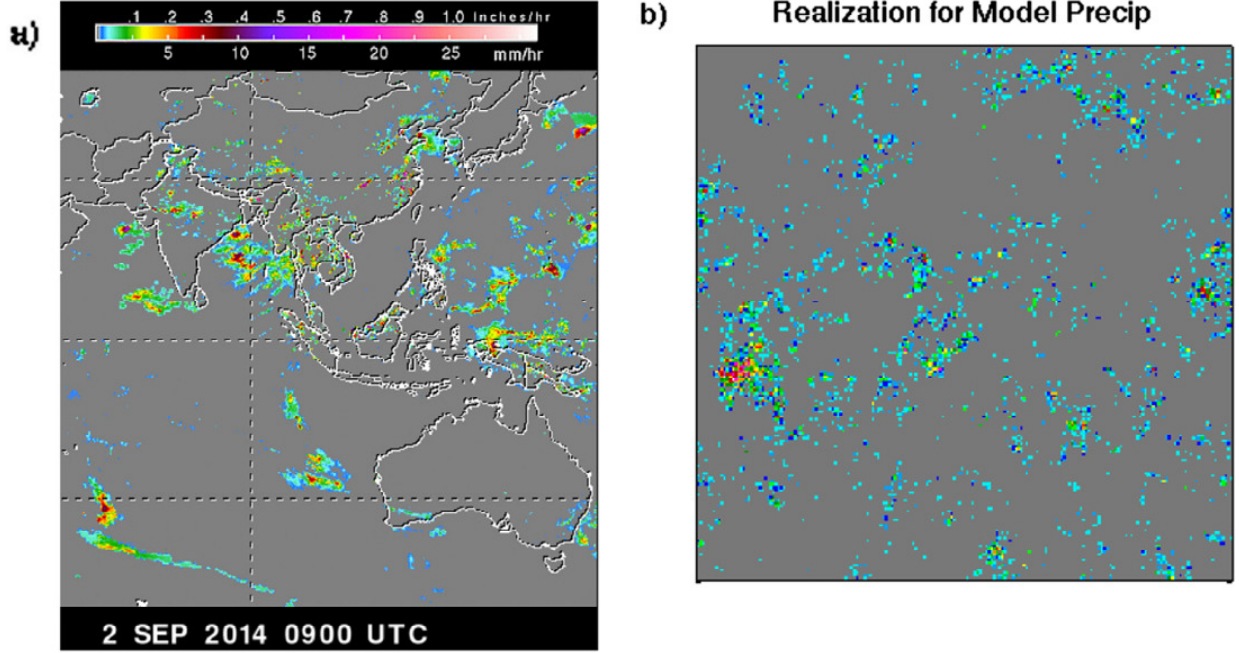 a)
.1 .2 .3 .4 .5 .6 .7 .8 .9 1.0 Inches/hr
5 10 15 20 25 mm/hr
2 SEP 2014 0900 UTC
b) Realization for Model Precip